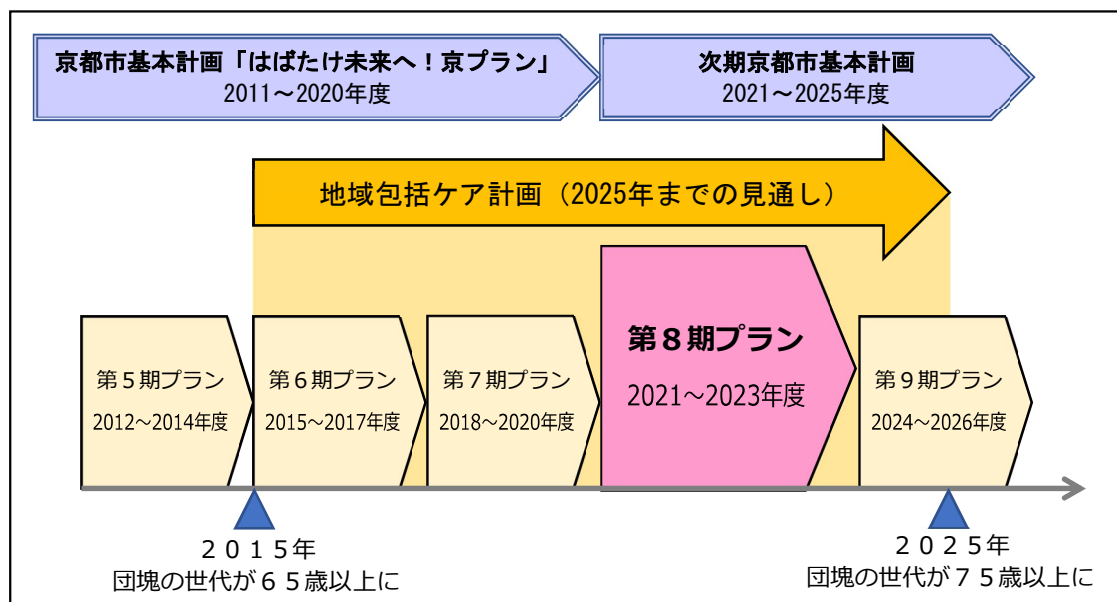 京都市基本計画「はばたけ未来へ！京プラン」
2011～2020年度
次期京都市基本計画
2021～2025年度
地域包括ケア計画（2025年までの見通し）
第５期プラン
2012～2014年度
第６期プラン
2015～2017年度
第７期プラン
2018～2020年度
第８期プラン
2021～2023年度
第９期プラン
2024～2026年度
２０１５年
団塊の世代が６５歳以上に
２０２５年
団塊の世代が７５歳以上に